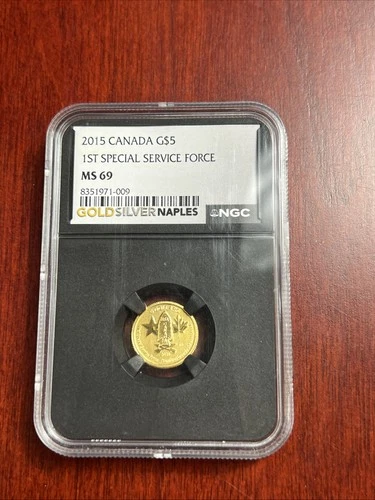 2015 CANADA G$5
1ST SPECIAL SERVICE FORCE
MS 69
8351971-009
GOLDSILVERNAPLES NGC